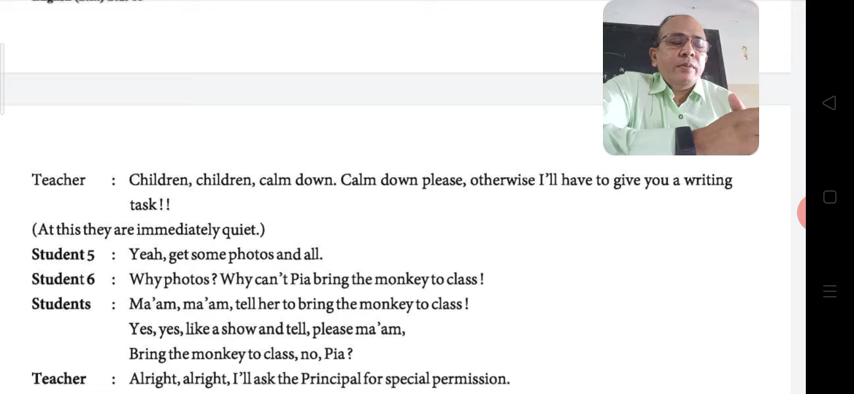 Teacher : Children, children, calm down. Calm down please, otherwise I'll have to give you a writing
task!!
(At this they are immediately quiet.)
Student 5 : Yeah, get some photos and all.
Student 6 : Why photos? Why can't Pia bring the monkey to class!
Students : Ma'am, ma'am, tell her to bring the monkey to class!
Yes, yes, like a show and tell, please ma'am,
Bring the monkey to class, no, Pia?
Teacher : Alright, alright, I'll ask the Principal for special permission.